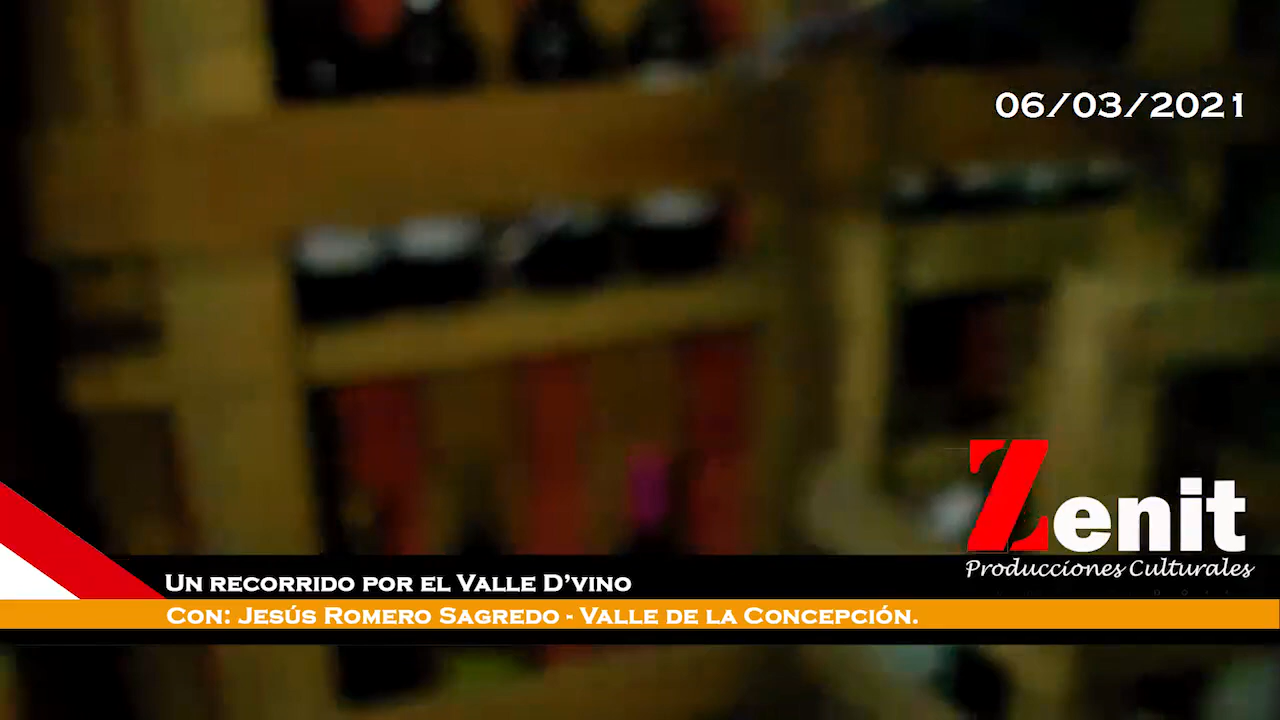 06/03/2021
Zenit
Producciones Culturales
Un recorrido por el Valle D'vino
Con: Jesús Romero Sagredo - Valle de la Concepción.